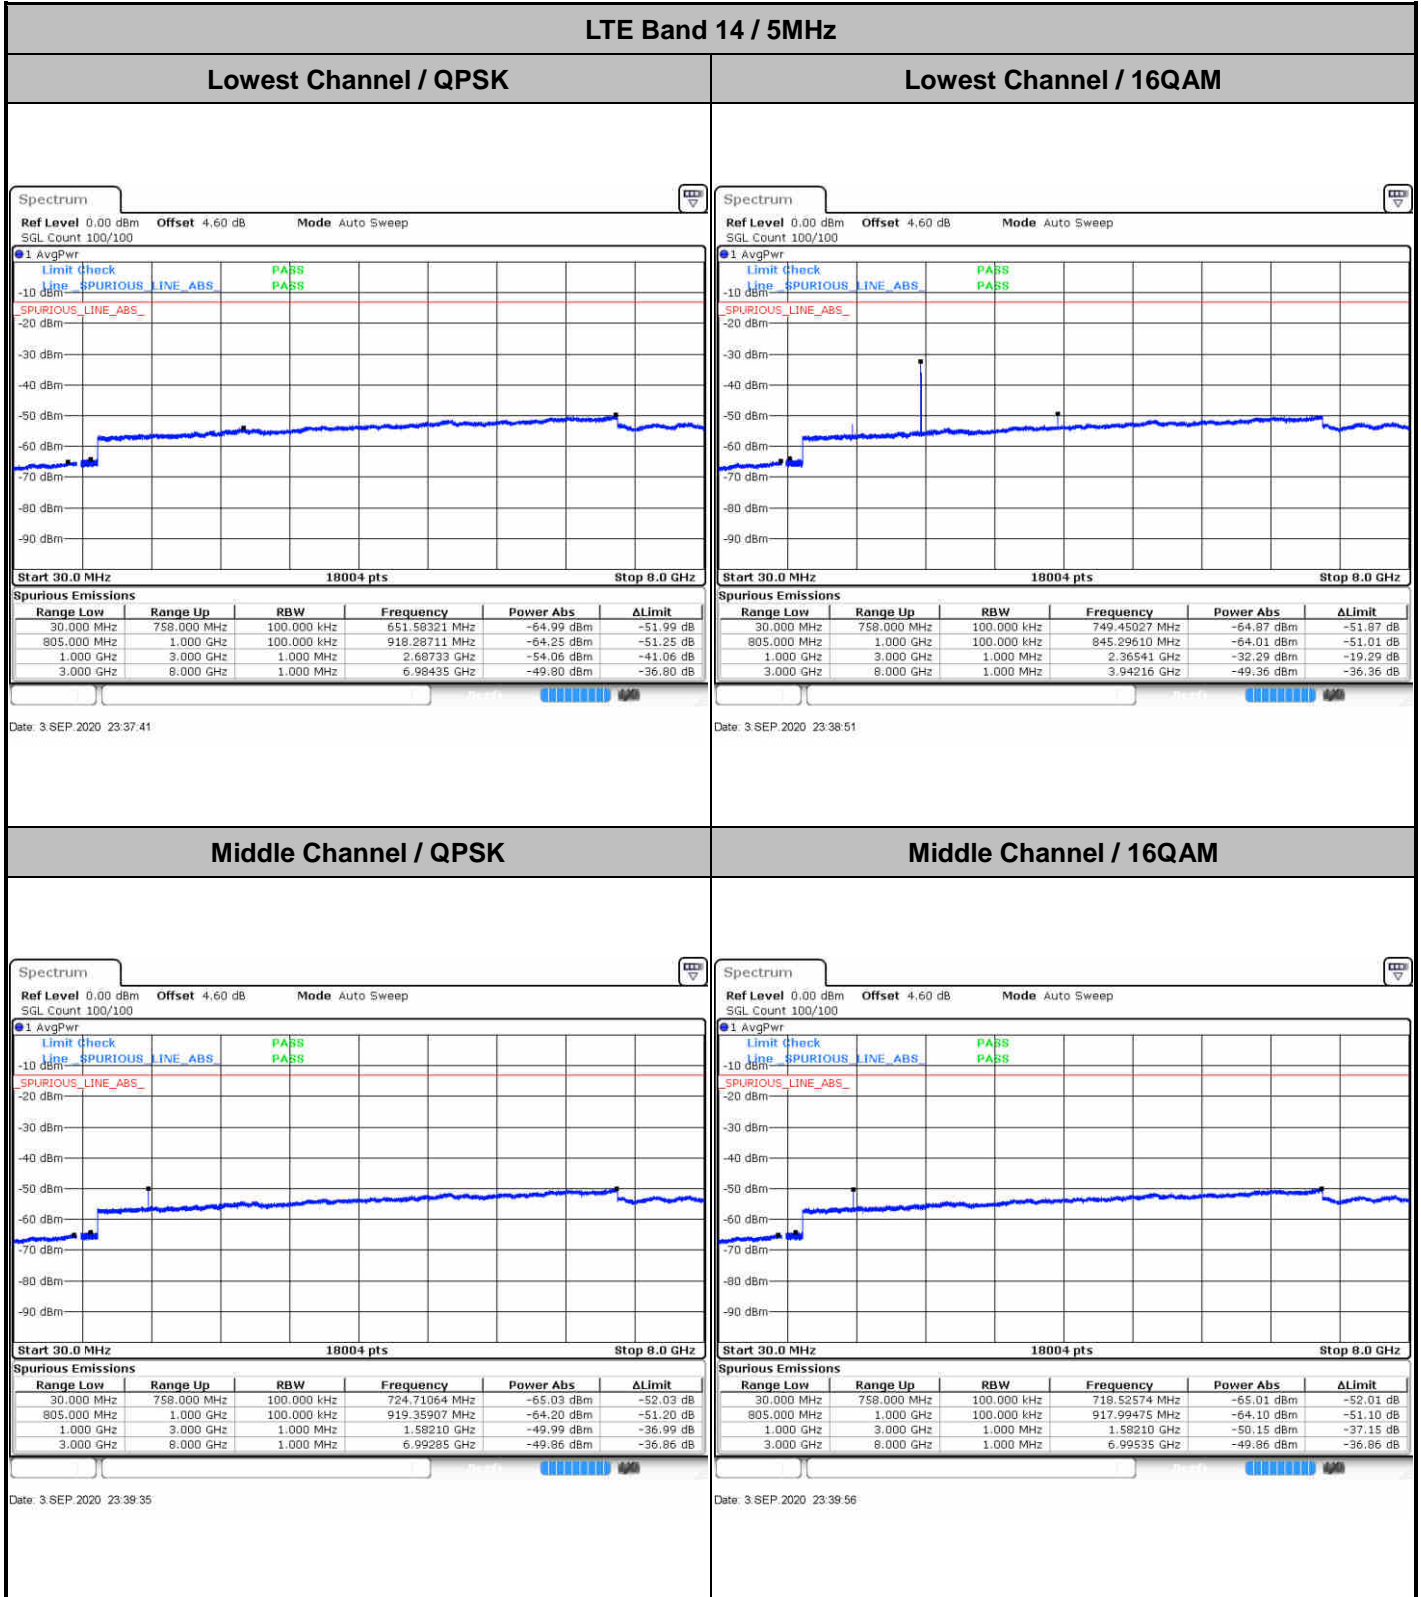 LTE Band 14 / 5MHz
Lowest Channel / QPSK
Lowest Channel / 16QAM
Spectrum
Ref Level 0.00 dBm Offset 4.60 dB Mode Auto Sweep
SGL Count 100/100
1 AvgPwr
Limit Check PASS
Line _SPURIOUS_LINE_ABS_ PASS
-10 dBm
_SPURIOUS_LINE_ABS_
-20 dBm
-30 dBm
-40 dBm
-50 dBm
-60 dBm
-70 dBm
-80 dBm
-90 dBm
Start 30.0 MHz 18004 pts Stop 8.0 GHz
Spurious Emissions
Range Low Range Up RBW Frequency Power Abs ΔLimit
30.000 MHz 758.000 MHz 100.000 kHz 651.58321 MHz -64.99 dBm -51.99 dB
805.000 MHz 1.000 GHz 100.000 kHz 918.28711 MHz -64.25 dBm -51.25 dB
1.000 GHz 3.000 GHz 1.000 MHz 2.68733 GHz -54.06 dBm -41.06 dB
3.000 GHz 8.000 GHz 1.000 MHz 6.98435 GHz -49.80 dBm -36.80 dB
Date: 3.SEP.2020 23:37:41
Spectrum
Ref Level 0.00 dBm Offset 4.60 dB Mode Auto Sweep
SGL Count 100/100
1 AvgPwr
Limit Check PASS
Line _SPURIOUS_LINE_ABS_ PASS
-10 dBm
_SPURIOUS_LINE_ABS_
-20 dBm
-30 dBm
-40 dBm
-50 dBm
-60 dBm
-70 dBm
-80 dBm
-90 dBm
Start 30.0 MHz 18004 pts Stop 8.0 GHz
Spurious Emissions
Range Low Range Up RBW Frequency Power Abs ΔLimit
30.000 MHz 758.000 MHz 100.000 kHz 749.45027 MHz -64.87 dBm -51.87 dB
805.000 MHz 1.000 GHz 100.000 kHz 845.29610 MHz -64.01 dBm -51.01 dB
1.000 GHz 3.000 GHz 1.000 MHz 2.36541 GHz -32.29 dBm -19.29 dB
3.000 GHz 8.000 GHz 1.000 MHz 3.94216 GHz -49.36 dBm -36.36 dB
Date: 3.SEP.2020 23:38:51
Middle Channel / QPSK
Middle Channel / 16QAM
Spectrum
Ref Level 0.00 dBm Offset 4.60 dB Mode Auto Sweep
SGL Count 100/100
1 AvgPwr
Limit Check PASS
Line _SPURIOUS_LINE_ABS_ PASS
-10 dBm
_SPURIOUS_LINE_ABS_
-20 dBm
-30 dBm
-40 dBm
-50 dBm
-60 dBm
-70 dBm
-80 dBm
-90 dBm
Start 30.0 MHz 18004 pts Stop 8.0 GHz
Spurious Emissions
Range Low Range Up RBW Frequency Power Abs ΔLimit
30.000 MHz 758.000 MHz 100.000 kHz 724.71064 MHz -65.03 dBm -52.03 dB
805.000 MHz 1.000 GHz 100.000 kHz 919.35907 MHz -64.20 dBm -51.20 dB
1.000 GHz 3.000 GHz 1.000 MHz 1.58210 GHz -49.99 dBm -36.99 dB
3.000 GHz 8.000 GHz 1.000 MHz 6.99285 GHz -49.86 dBm -36.86 dB
Date: 3.SEP.2020 23:39:35
Spectrum
Ref Level 0.00 dBm Offset 4.60 dB Mode Auto Sweep
SGL Count 100/100
1 AvgPwr
Limit Check PASS
Line _SPURIOUS_LINE_ABS_ PASS
-10 dBm
_SPURIOUS_LINE_ABS_
-20 dBm
-30 dBm
-40 dBm
-50 dBm
-60 dBm
-70 dBm
-80 dBm
-90 dBm
Start 30.0 MHz 18004 pts Stop 8.0 GHz
Spurious Emissions
Range Low Range Up RBW Frequency Power Abs ΔLimit
30.000 MHz 758.000 MHz 100.000 kHz 718.52574 MHz -65.01 dBm -52.01 dB
805.000 MHz 1.000 GHz 100.000 kHz 917.99475 MHz -64.10 dBm -51.10 dB
1.000 GHz 3.000 GHz 1.000 MHz 1.58210 GHz -50.15 dBm -37.15 dB
3.000 GHz 8.000 GHz 1.000 MHz 6.99535 GHz -49.86 dBm -36.86 dB
Date: 3.SEP.2020 23:39:56